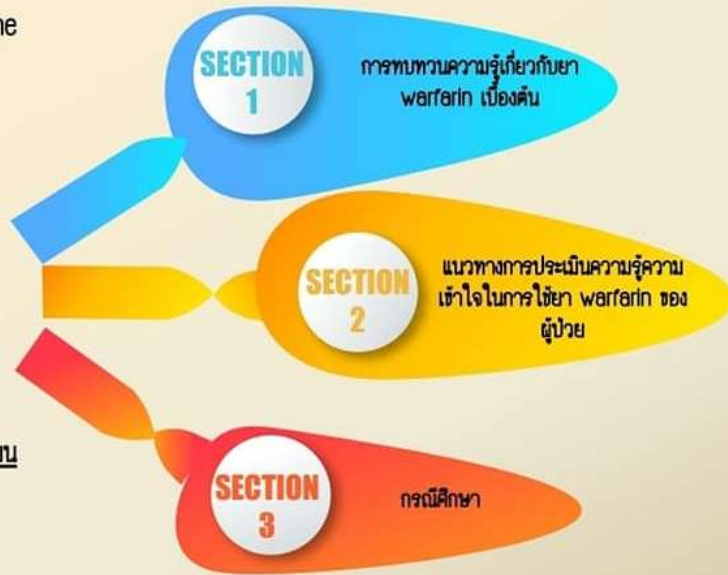 SECTION
1
การทบทวนความรู้เกี่ยวกับยา
warfarin เบื้องต้น
SECTION
2
แนวทางการประเมินความรู้ความ
เข้าใจในการใช้ยา warfarin ของ
ผู้ป่วย
SECTION
3
กรณีศึกษา